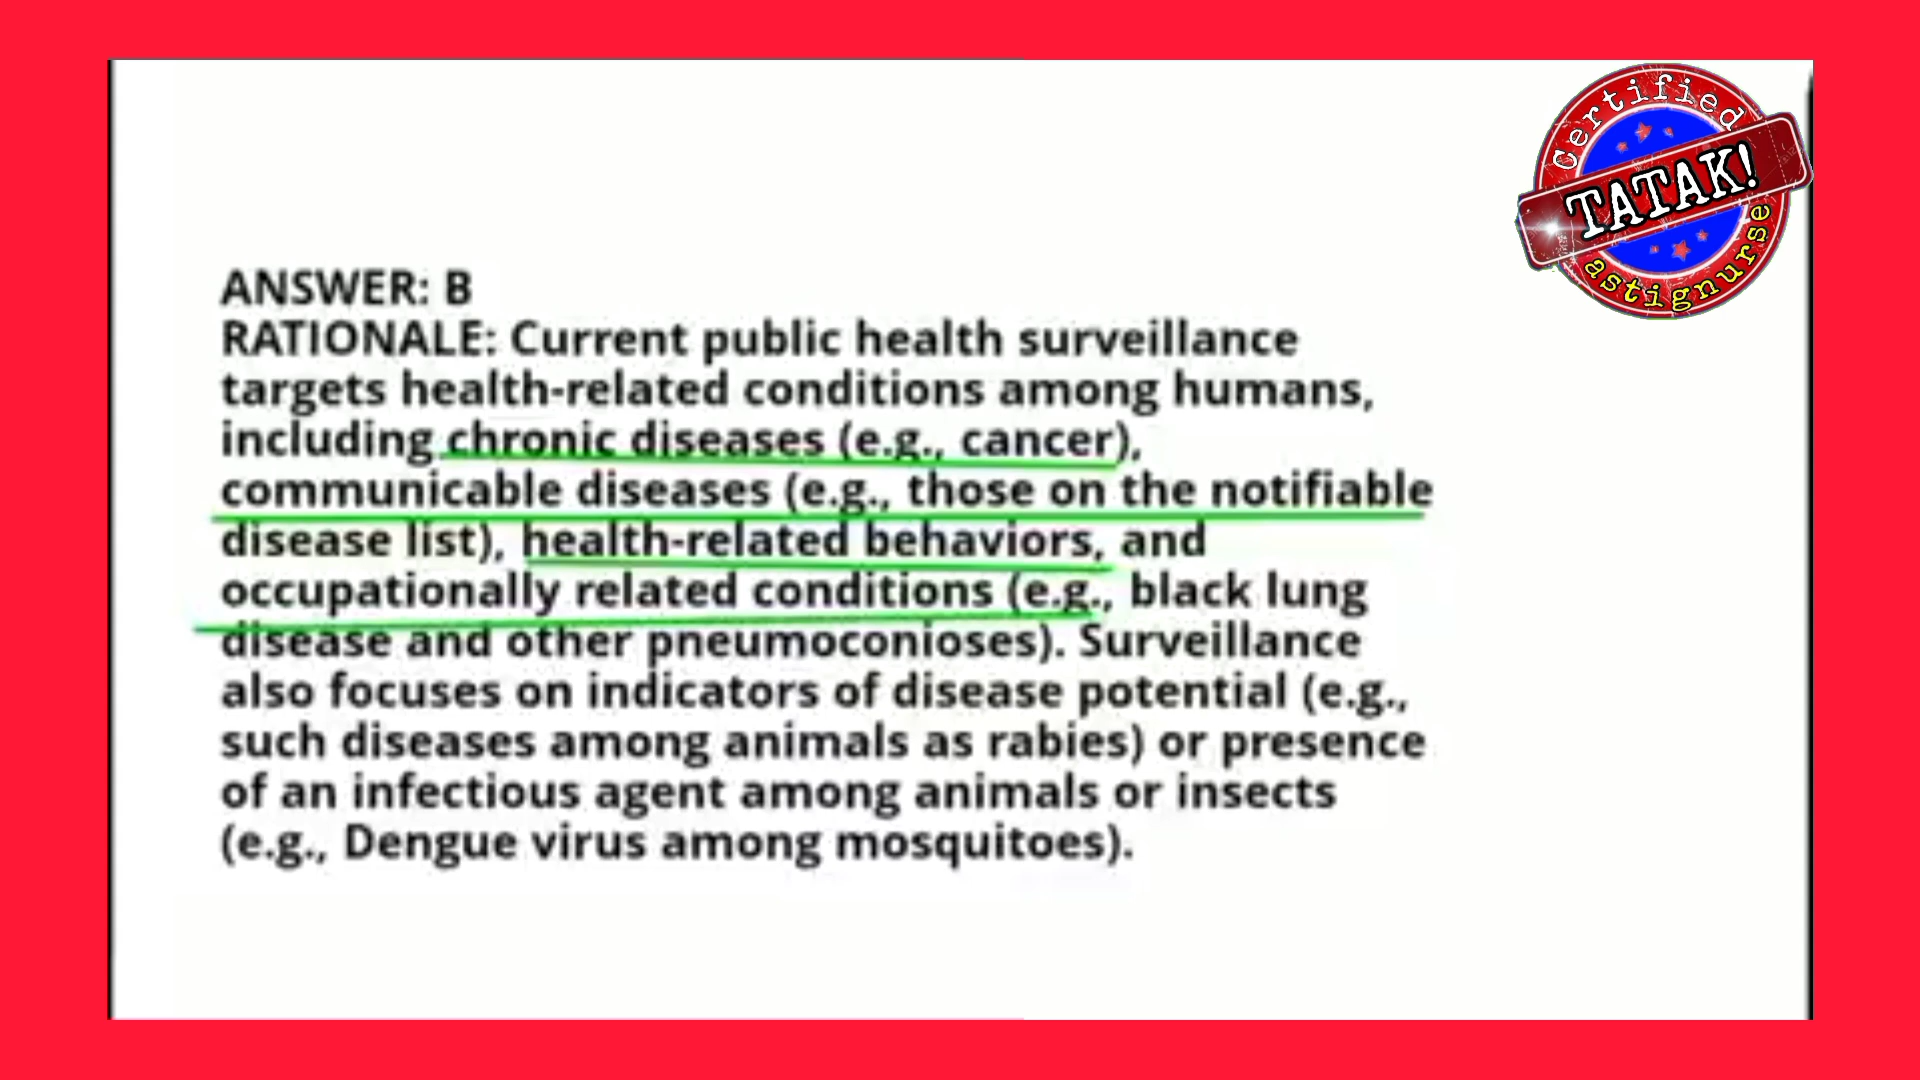 Certified
TATAK!
astignurse
ANSWER: B
RATIONALE: Current public health surveillance
targets health-related conditions among humans,
including chronic diseases (e.g., cancer),
communicable diseases (e.g., those on the notifiable
disease list), health-related behaviors, and
occupationally related conditions (e.g., black lung
disease and other pneumoconioses). Surveillance
also focuses on indicators of disease potential (e.g.,
such diseases among animals as rabies) or presence
of an infectious agent among animals or insects
(e.g., Dengue virus among mosquitoes).